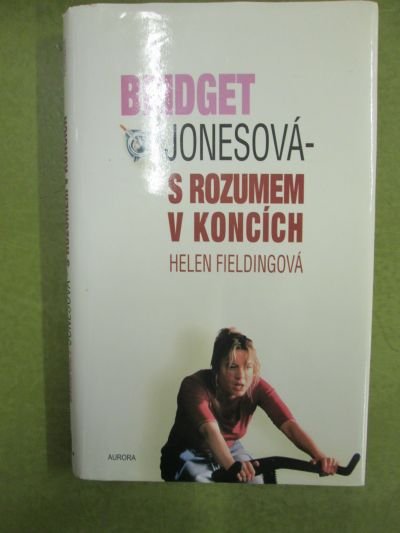 BRIDGET
JONESOVÁ-
S ROZUMEM
V KONCÍCH
HELEN FIELDINGOVÁ
AURORA